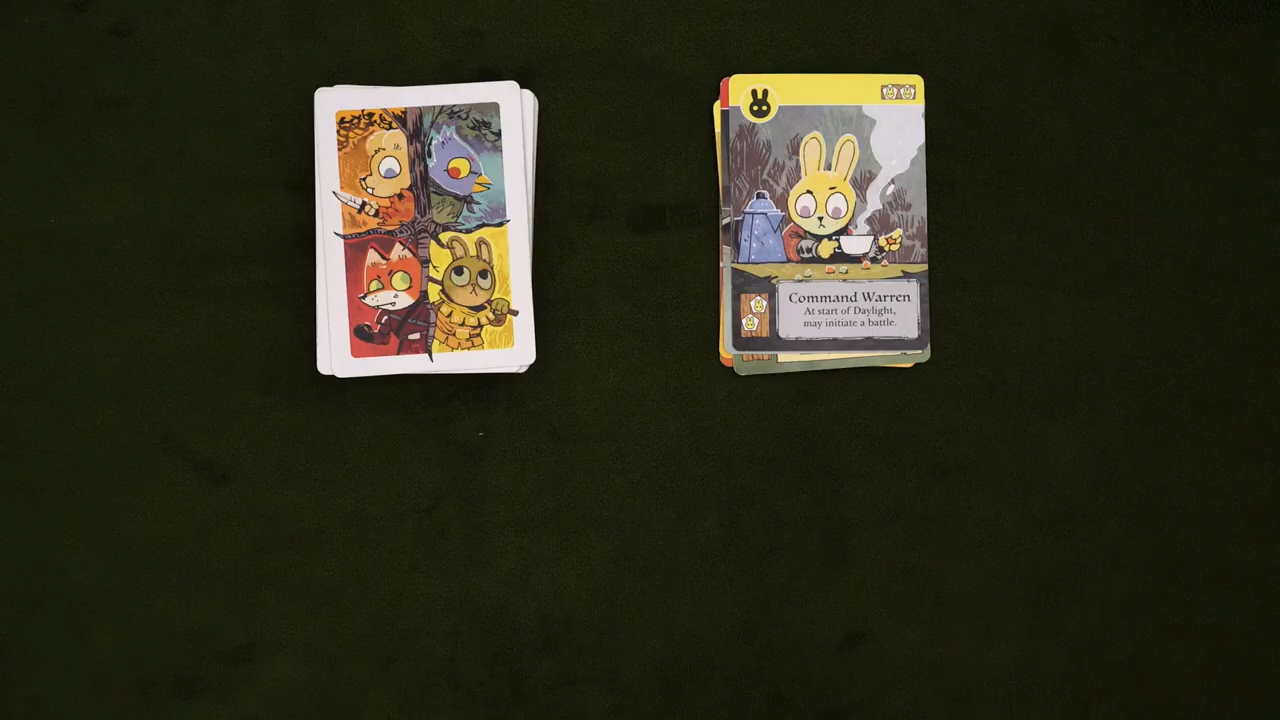 Command Warren
At start of Daylight,
may initiate a battle.